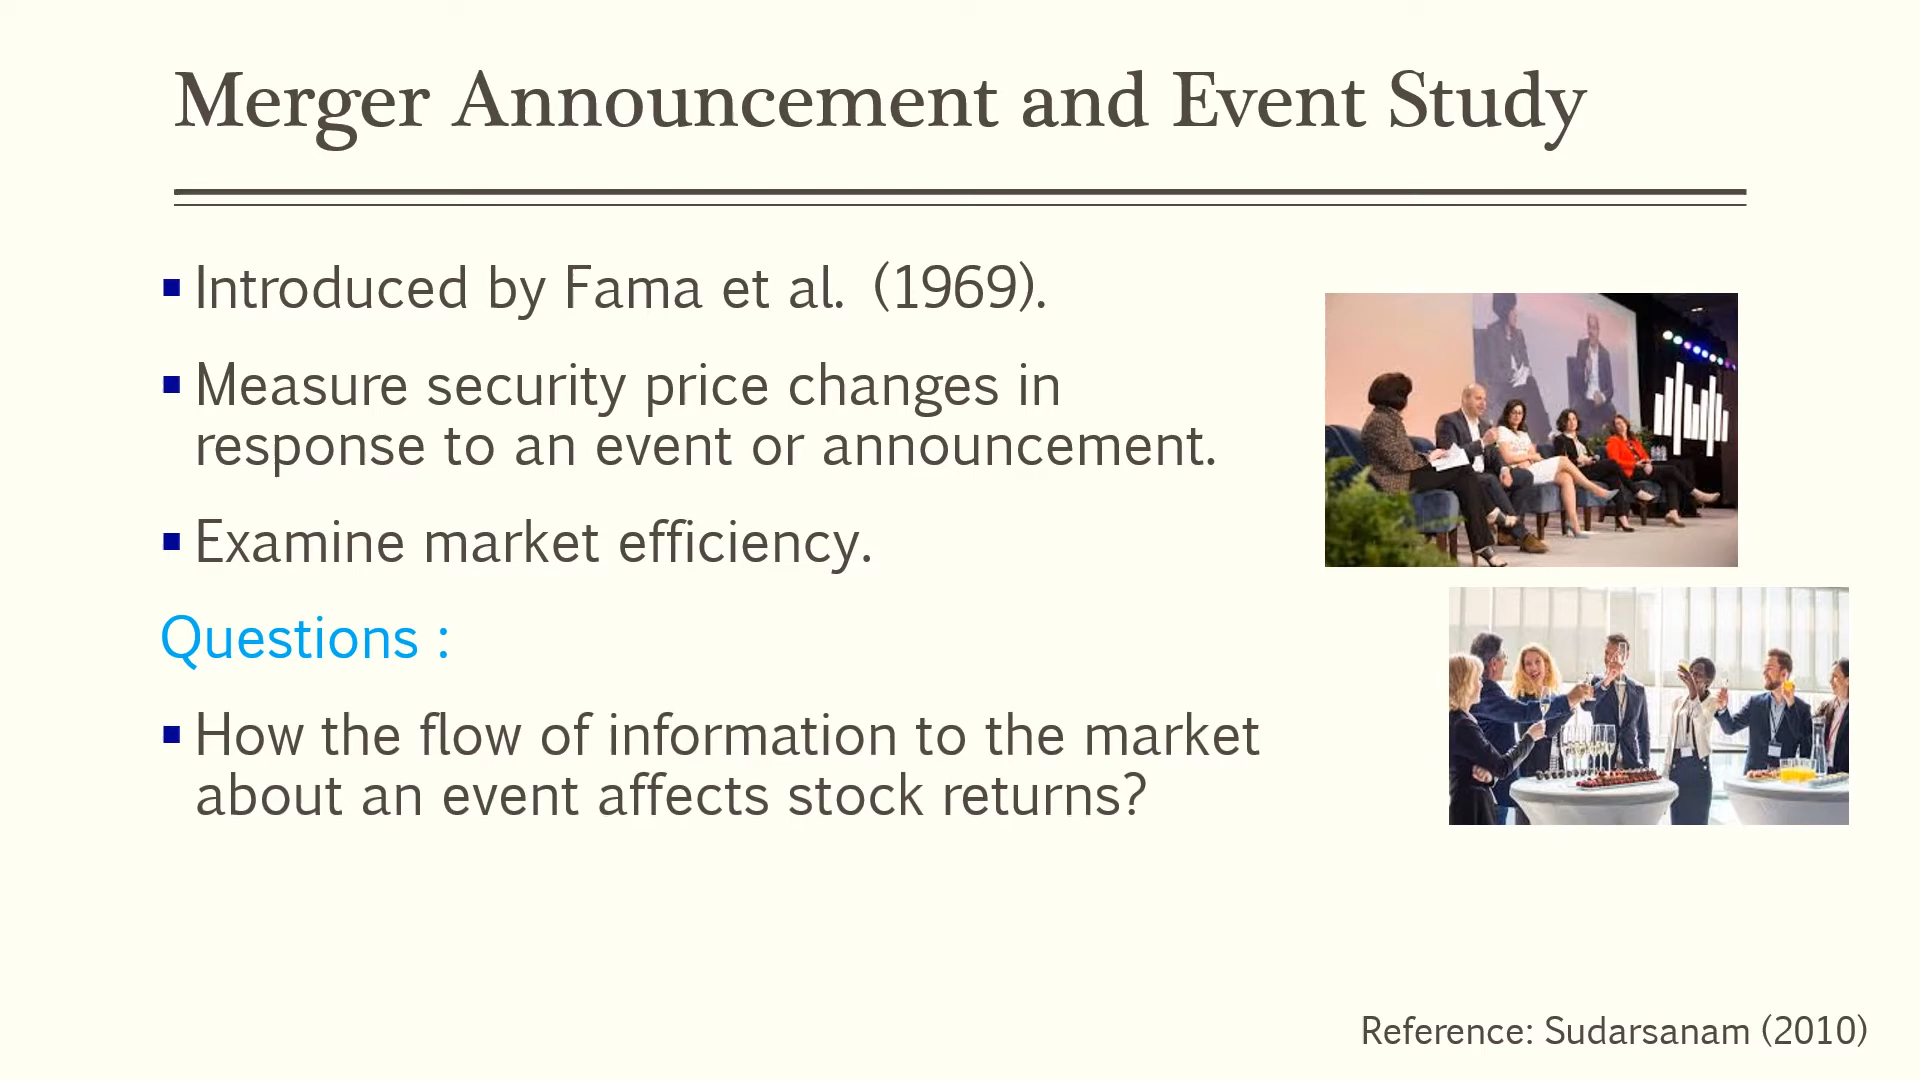 Merger Announcement and Event Study
▪ Introduced by Fama et al. (1969).
▪ Measure security price changes in
response to an event or announcement.
▪ Examine market efficiency.
Questions :
▪ How the flow of information to the market
about an event affects stock returns?
Reference: Sudarsanam (2010)